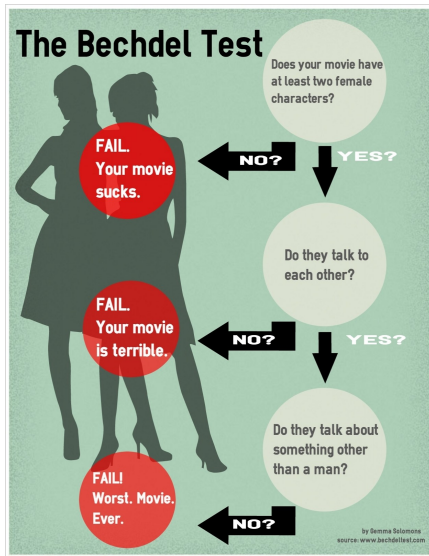 The Bechdel Test
Does your movie have
at least two female
characters?
FAIL.
Your movie
sucks.
NO?
YES?
Do they talk to
each other?
FAIL.
Your movie
is terrible.
NO?
YES?
Do they talk about
something other
than a man?
FAIL!
Worst. Movie.
Ever.
NO?
by Gemma Solomons
source: www.bechdeltest.com